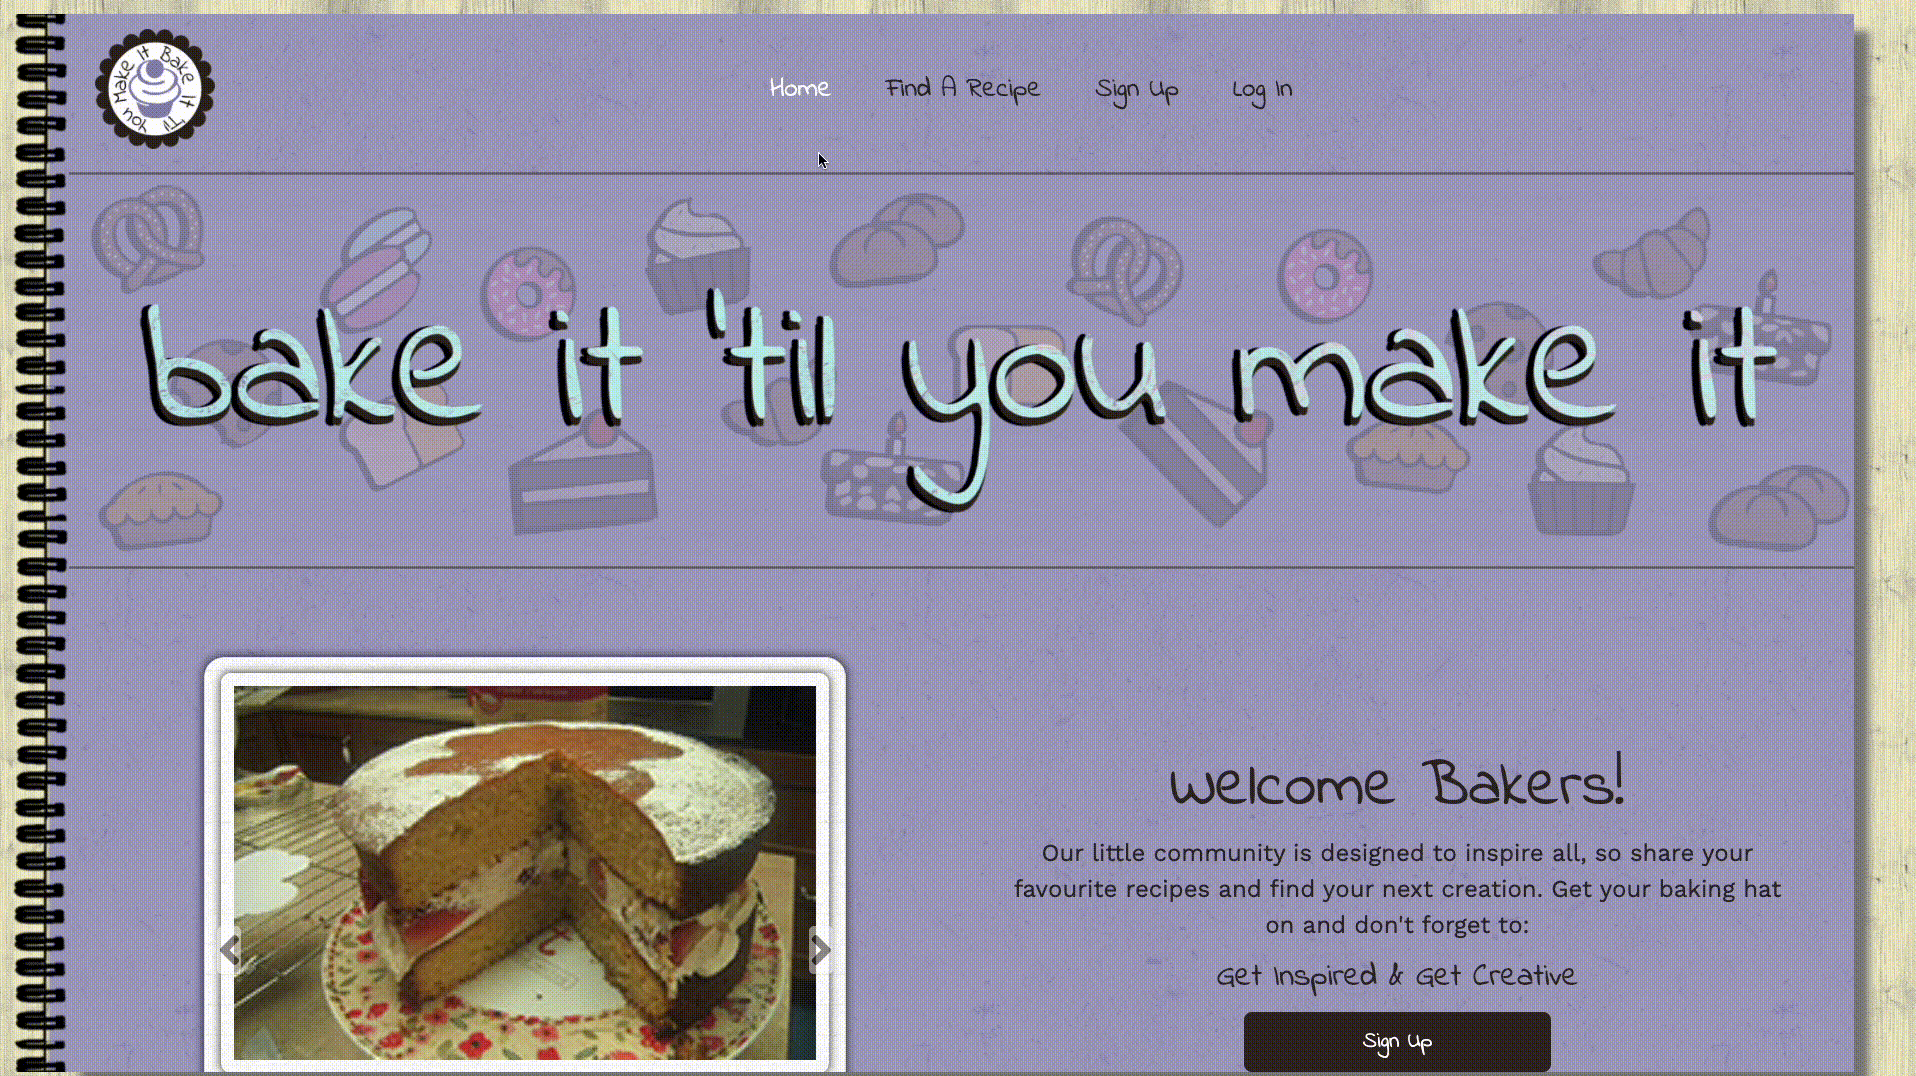 Bake It 'Til You Make It
Home
Find A Recipe
Sign Up
Log In
bake it 'til you make it
Welcome Bakers!
Our little community is designed to inspire all, so share your
favourite recipes and find your next creation. Get your baking hat
on and don't forget to:
Get Inspired & Get Creative
Sign Up